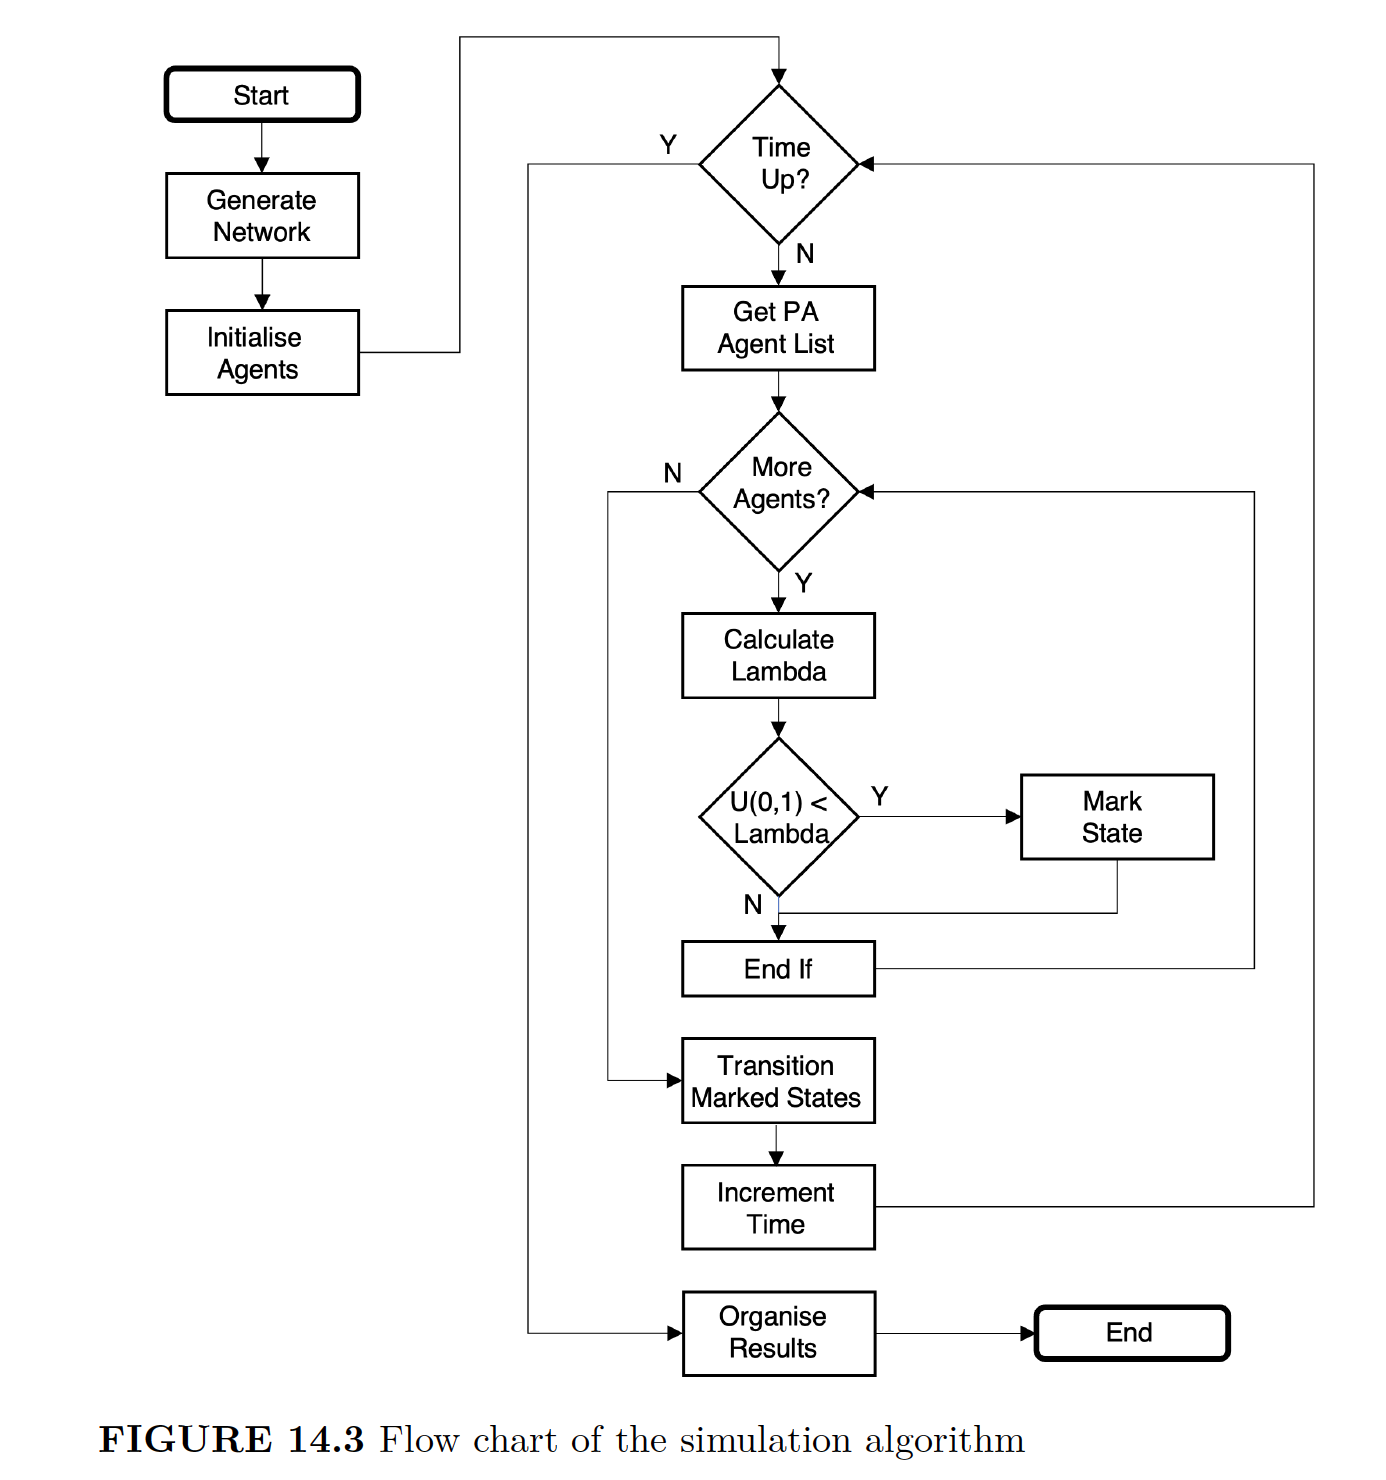 Start
Generate
Network
Initialise
Agents
Time
Up?
Y
N
Get PA
Agent List
More
Agents?
N
Y
Calculate
Lambda
U(0,1) <
Lambda
Y
N
Mark
State
End If
Transition
Marked States
Increment
Time
Organise
Results
End
FIGURE 14.3 Flow chart of the simulation algorithm